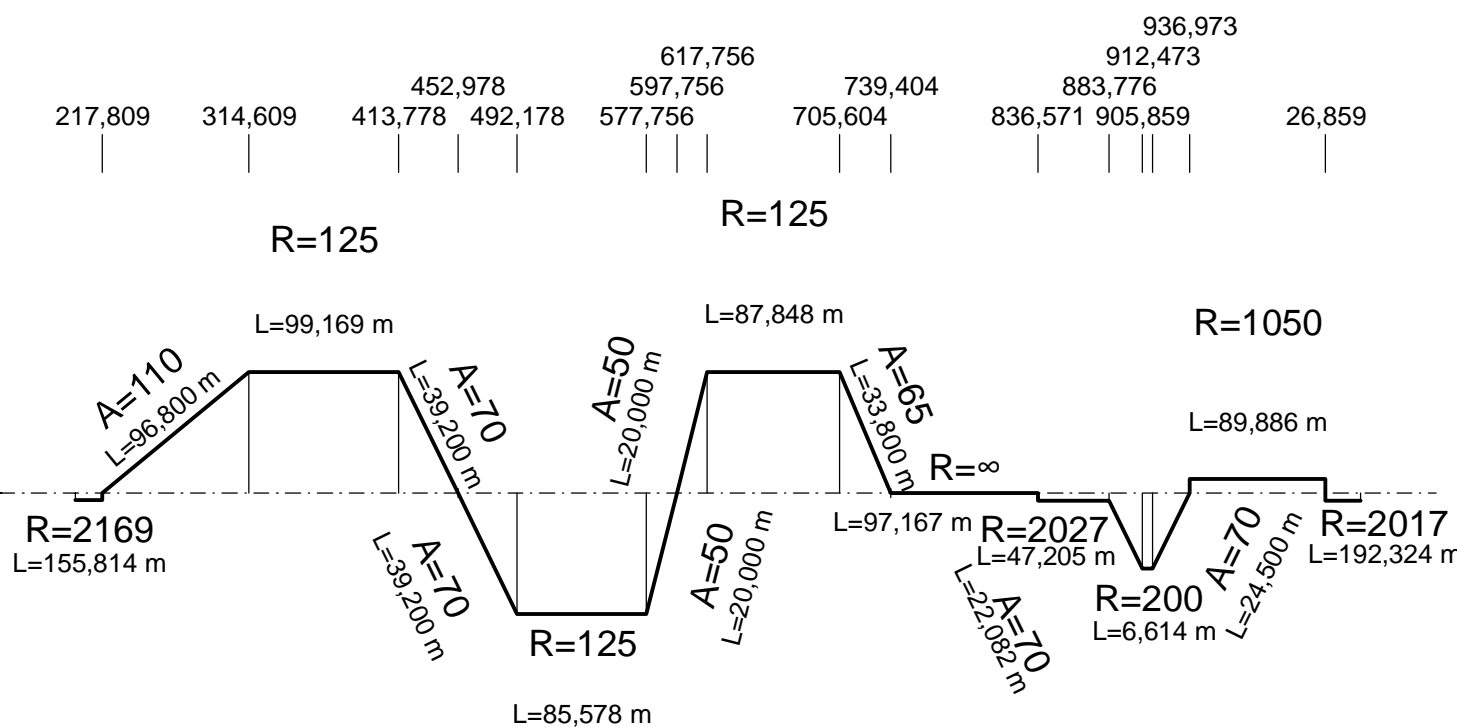 936,973
617,756
912,473
452,978
597,756
739,404
883,776
217,809
314,609
413,778
492,178
577,756
705,604
836,571
905,859
26,859
R=125
R=125
L=99,169 m
L=87,848 m
R=1050
A=110
L=96,800 m
A=70
L=39,200 m
A=50
L=20,000 m
A=65
L=33,800 m
L=89,886 m
R=∞
R=2169
L=155,814 m
A=70
L=39,200 m
A=50
L=20,000 m
L=97,167 m
R=2027
L=47,205 m
A=70
L=22,082 m
R=200
L=6,614 m
A=70
L=24,500 m
R=2017
L=192,324 m
R=125
L=85,578 m